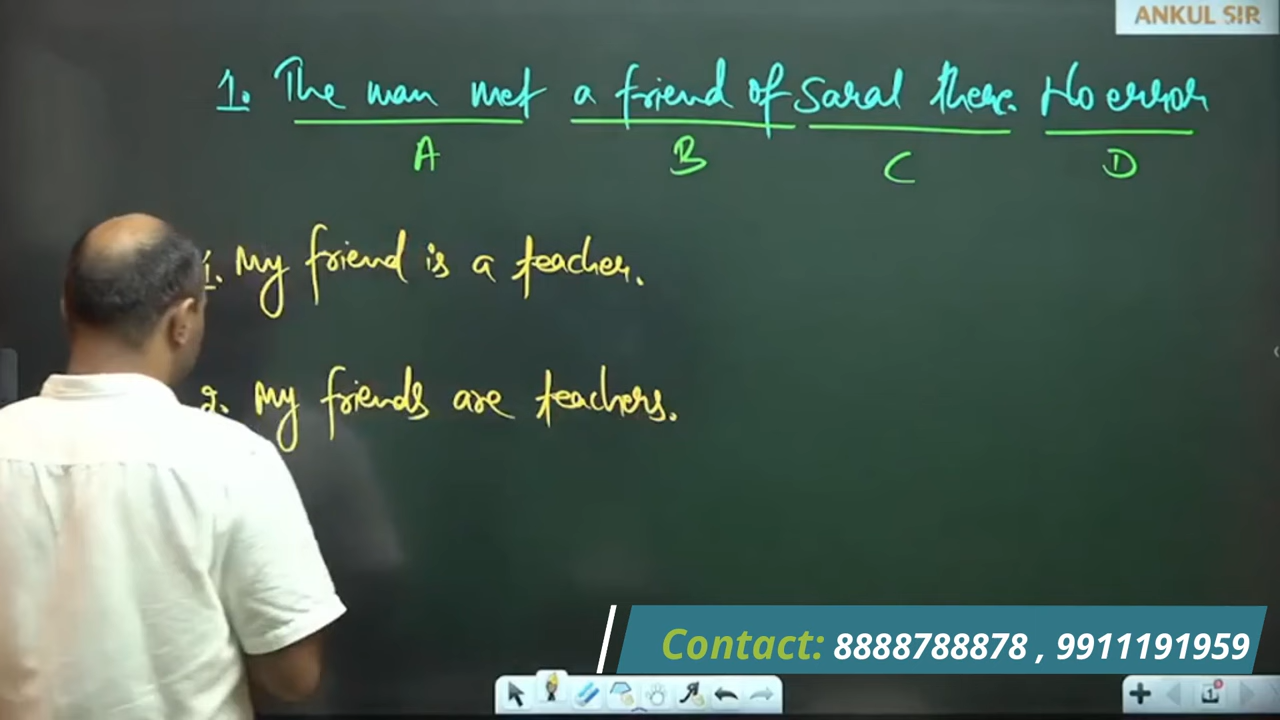 ANKUL SIR
1. The man met a friend of Saral there. No error
A B C D
1. My friend is a teacher.
2. My friends are teachers.
Contact: 8888788878 , 9911191959